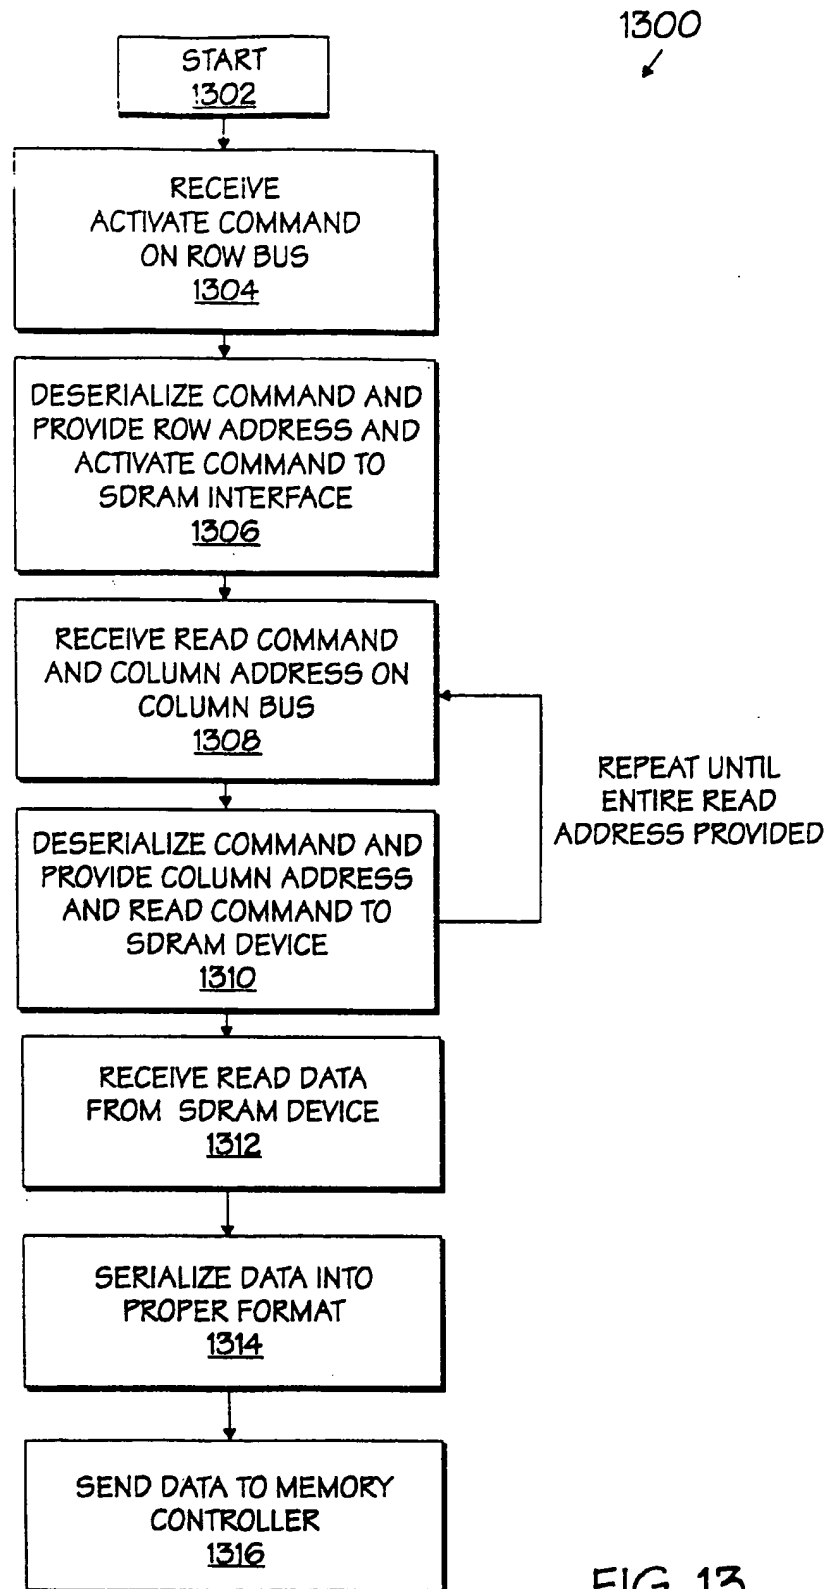 1300
START
1302
RECEIVE
ACTIVATE COMMAND
ON ROW BUS
1304
DESERIALIZE COMMAND AND
PROVIDE ROW ADDRESS AND
ACTIVATE COMMAND TO
SDRAM INTERFACE
1306
RECEIVE READ COMMAND
AND COLUMN ADDRESS ON
COLUMN BUS
1308
DESERIALIZE COMMAND AND
PROVIDE COLUMN ADDRESS
AND READ COMMAND TO
SDRAM DEVICE
1310
REPEAT UNTIL
ENTIRE READ
ADDRESS PROVIDED
RECEIVE READ DATA
FROM SDRAM DEVICE
1312
SERIALIZE DATA INTO
PROPER FORMAT
1314
SEND DATA TO MEMORY
CONTROLLER
1316
FIG. 13